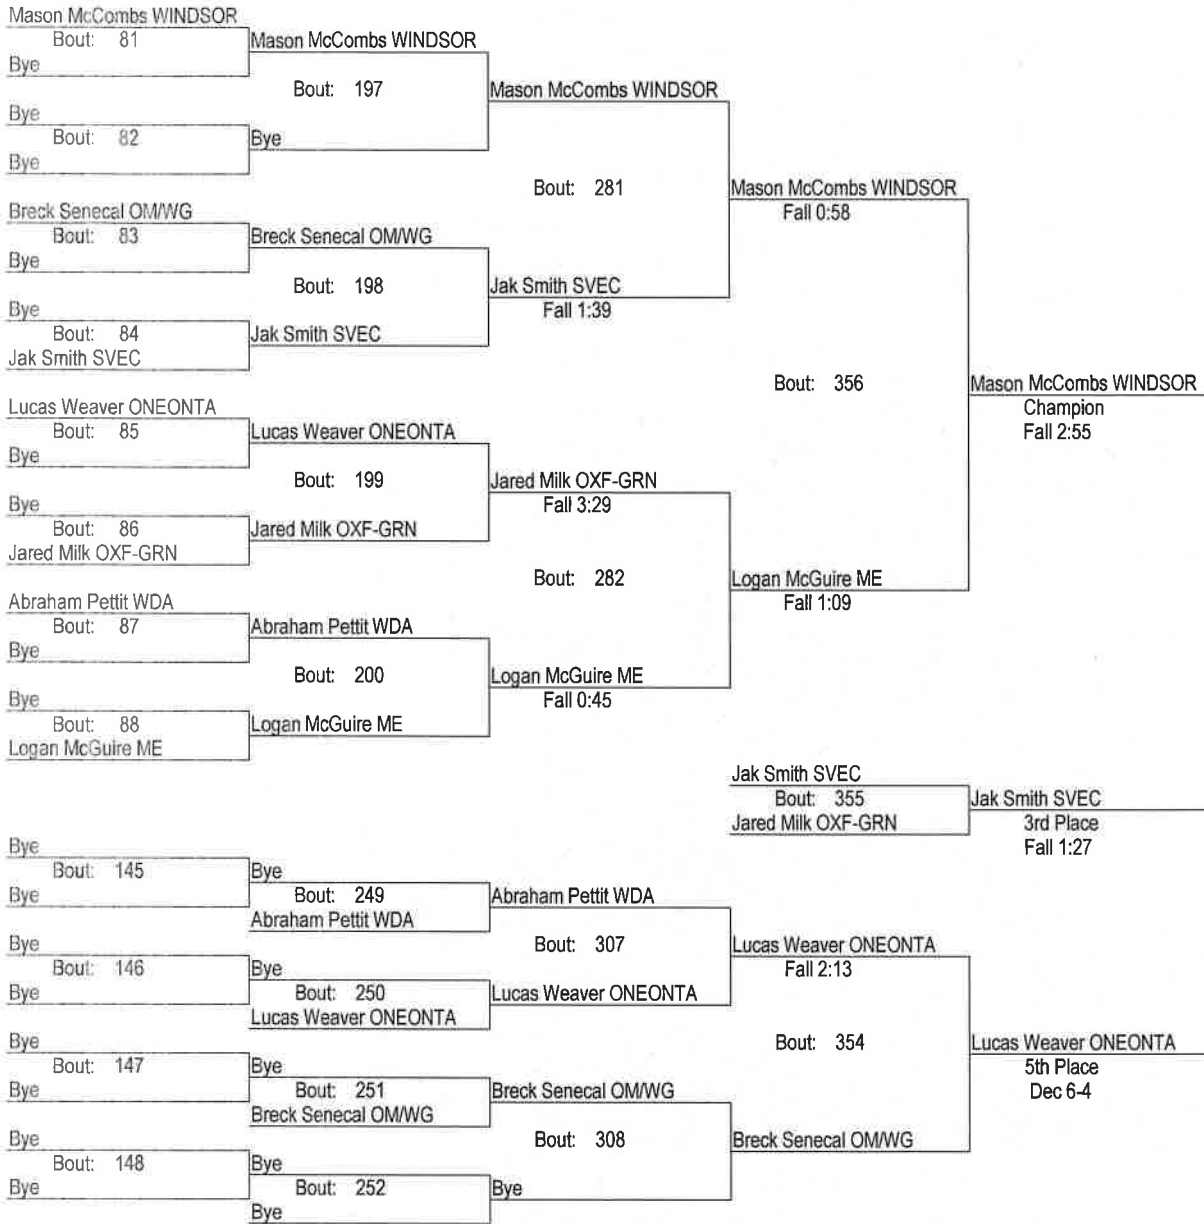 Mason McCombs WINDSOR
Bout: 81
Bye
Mason McCombs WINDSOR
Bout: 197
Bye
Bout: 82
Bye
Bye
Mason McCombs WINDSOR
Bout: 281
Breck Senecal OM/WG
Bout: 83
Bye
Breck Senecal OM/WG
Bout: 198
Bye
Bout: 84
Jak Smith SVEC
Jak Smith SVEC
Jak Smith SVEC
Fall 1:39
Mason McCombs WINDSOR
Fall 0:58
Bout: 356
Lucas Weaver ONEONTA
Bout: 85
Bye
Lucas Weaver ONEONTA
Bout: 199
Bye
Bout: 86
Jared Milk OXF-GRN
Jared Milk OXF-GRN
Jared Milk OXF-GRN
Fall 3:29
Bout: 282
Abraham Pettit WDA
Bout: 87
Bye
Abraham Pettit WDA
Bout: 200
Bye
Bout: 88
Logan McGuire ME
Logan McGuire ME
Logan McGuire ME
Fall 0:45
Logan McGuire ME
Fall 1:09
Mason McCombs WINDSOR
Champion
Fall 2:55
Jak Smith SVEC
Bout: 355
Jared Milk OXF-GRN
Jak Smith SVEC
3rd Place
Fall 1:27
Bye
Bout: 145
Bye
Bye
Bout: 249
Abraham Pettit WDA
Abraham Pettit WDA
Bout: 307
Bye
Bout: 146
Bye
Bye
Bout: 250
Lucas Weaver ONEONTA
Lucas Weaver ONEONTA
Lucas Weaver ONEONTA
Fall 2:13
Bout: 354
Bye
Bout: 147
Bye
Bye
Bout: 251
Breck Senecal OM/WG
Breck Senecal OM/WG
Bout: 308
Bye
Bout: 148
Bye
Bye
Bout: 252
Bye
Bye
Breck Senecal OM/WG
Lucas Weaver ONEONTA
5th Place
Dec 6-4